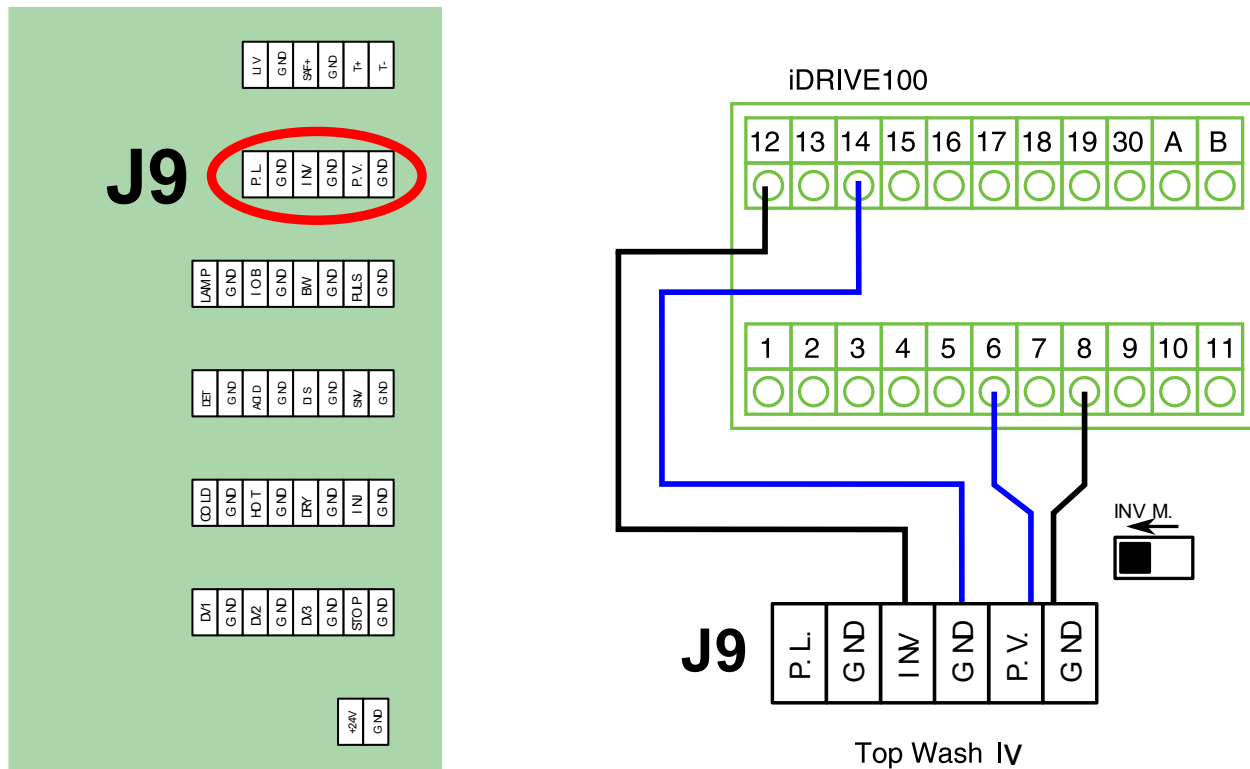 LIV GND SAF+ GND T+ T-
J9
P.L. GND INV GND P.V. GND
LAMP GND IOB GND BW GND PULS GND
DET GND ACID GND DIS GND SNV GND
COLD GND HOT GND DRY GND INJ GND
DV1 GND DV2 GND DV3 GND STOP GND
+24V GND
iDRIVE100
12 13 14 15 16 17 18 19 30 A B
1 2 3 4 5 6 7 8 9 10 11
INV M.
J9
P.L. GND INV GND P.V. GND
Top Wash IV